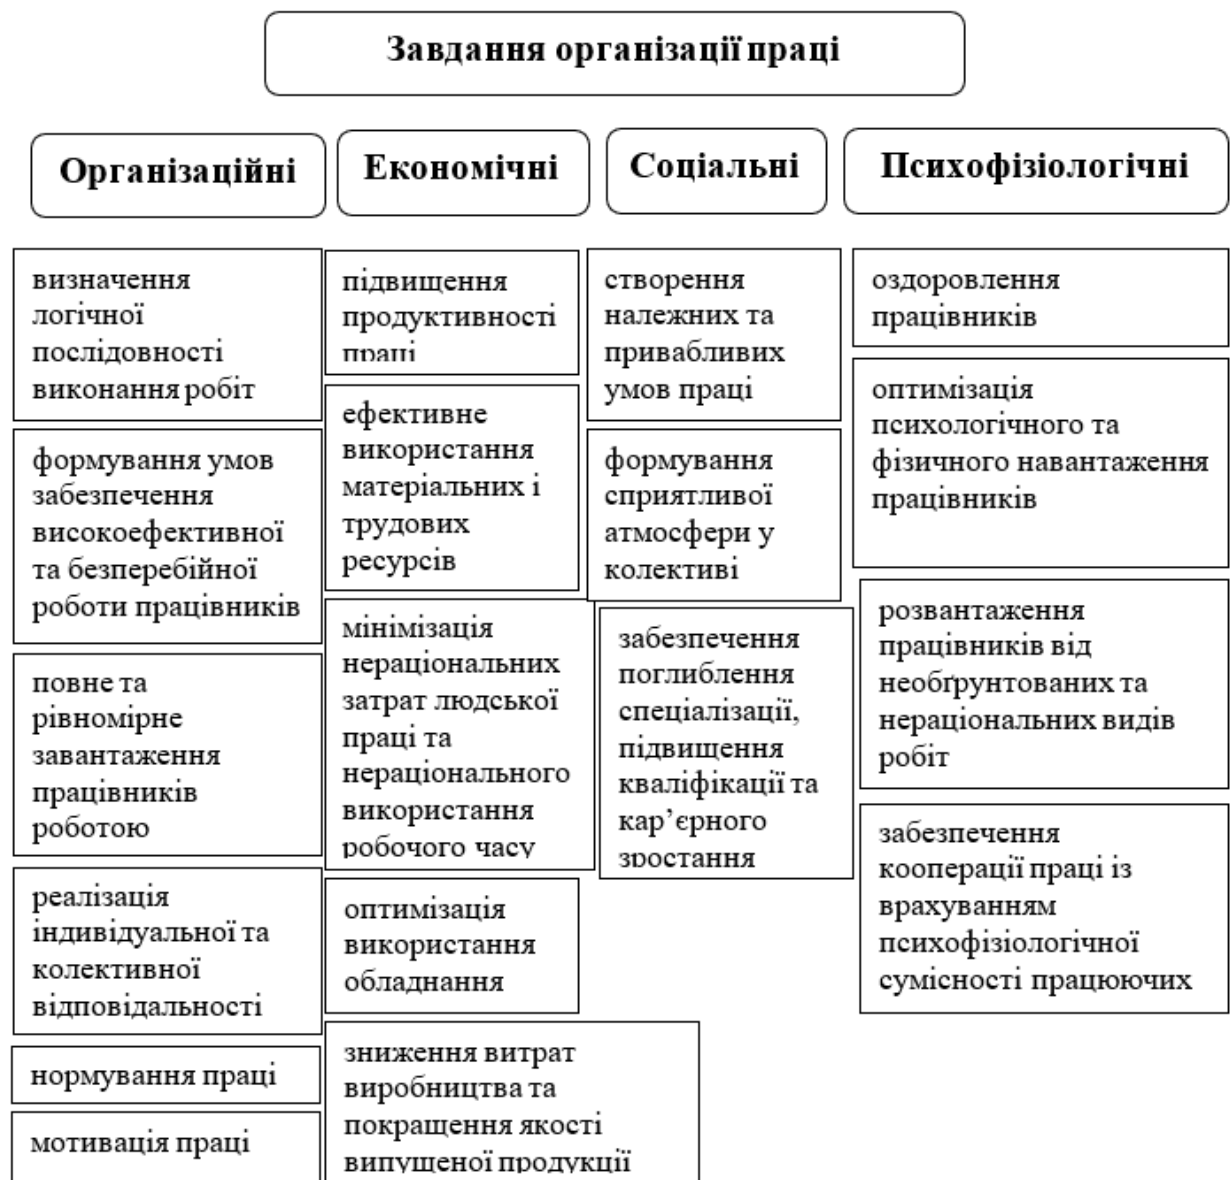 Завдання організації праці
Організаційні
визначення
логічної
послідовності
виконання робіт
формування умов
забезпечення
високоефективної
та безперебійної
роботи працівників
повне та
рівномірне
завантаження
працівників
роботою
реалізація
індивідуальної та
колективної
відповідальності
нормування праці
мотивація праці
Економічні
підвищення
продуктивності
праці
ефективне
використання
матеріальних і
трудових
ресурсів
мінімізація
нераціональних
затрат людської
праці та
нераціонального
використання
робочого часу
оптимізація
використання
обладнання
зниження витрат
виробництва та
покращення якості
випущеної продукції
Соціальні
створення
належних та
привабливих
умов праці
формування
сприятливої
атмосфери у
колективі
забезпечення
поглиблення
спеціалізації,
підвищення
кваліфікації та
кар’єрного
зростання
Психофізіологічні
оздоровлення
працівників
оптимізація
психологічного та
фізичного навантаження
працівників
розвантаження
працівників від
необґрунтованих та
нераціональних видів
робіт
забезпечення
кооперації праці із
врахуванням
психофізіологічної
сумісності працюючих